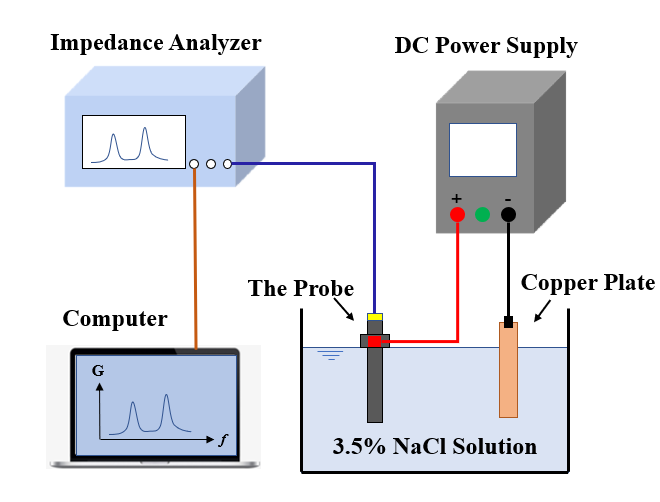 Impedance Analyzer
DC Power Supply
+ -
The Probe
Copper Plate
Computer
G
f
3.5% NaCl Solution